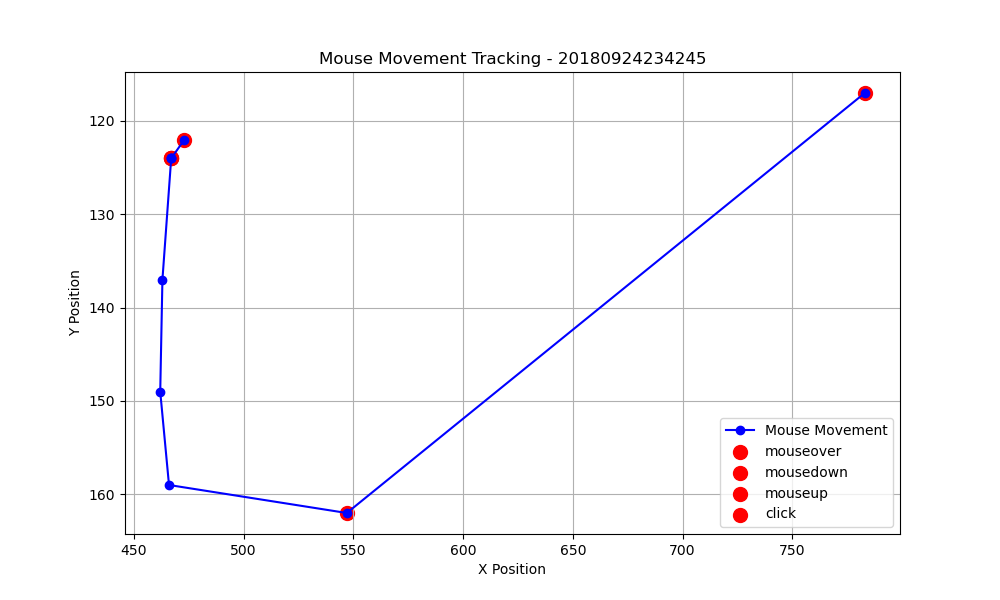 Mouse Movement Tracking - 20180924234245
120
130
140
150
160
Y Position
450
500
550
600
650
700
750
X Position
Mouse Movement
mouseover
mousedown
mouseup
click